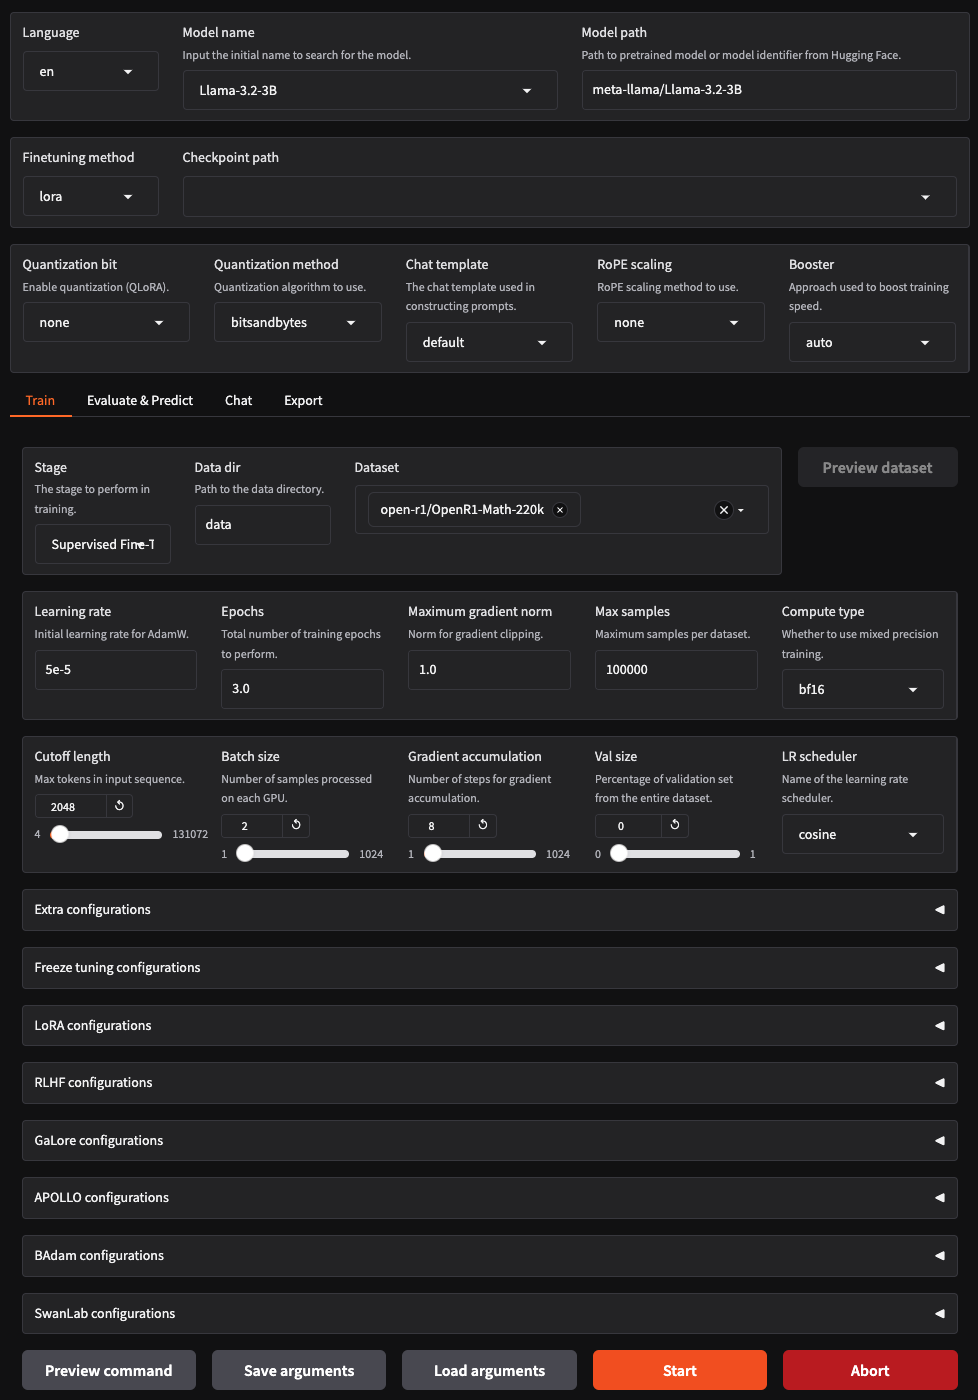 Language
en
Model name
Input the initial name to search for the model.
Llama-3.2-3B
Model path
Path to pretrained model or model identifier from Hugging Face.
meta-llama/Llama-3.2-3B
Finetuning method
lora
Checkpoint path
Quantization bit
Enable quantization (QLoRA).
none
Quantization method
Quantization algorithm to use.
bitsandbytes
Chat template
The chat template used in
constructing prompts.
default
RoPE scaling
RoPE scaling method to use.
none
Booster
Approach used to boost training
speed.
auto
Train
Evaluate & Predict
Chat
Export
Stage
The stage to perform in
training.
Supervised Fine-T
Data dir
Path to the data directory.
data
Dataset
open-r1/OpenR1-Math-220k
Preview dataset
Learning rate
Initial learning rate for AdamW.
5e-5
Epochs
Total number of training epochs
to perform.
3.0
Maximum gradient norm
Norm for gradient clipping.
1.0
Max samples
Maximum samples per dataset.
100000
Compute type
Whether to use mixed precision
training.
bf16
Cutoff length
Max tokens in input sequence.
2048
4
131072
Batch size
Number of samples processed
on each GPU.
2
1
1024
Gradient accumulation
Number of steps for gradient
accumulation.
8
1
1024
Val size
Percentage of validation set
from the entire dataset.
0
0
1
LR scheduler
Name of the learning rate
scheduler.
cosine
Extra configurations
Freeze tuning configurations
LoRA configurations
RLHF configurations
GaLore configurations
APOLLO configurations
BAdam configurations
SwanLab configurations
Preview command
Save arguments
Load arguments
Start
Abort